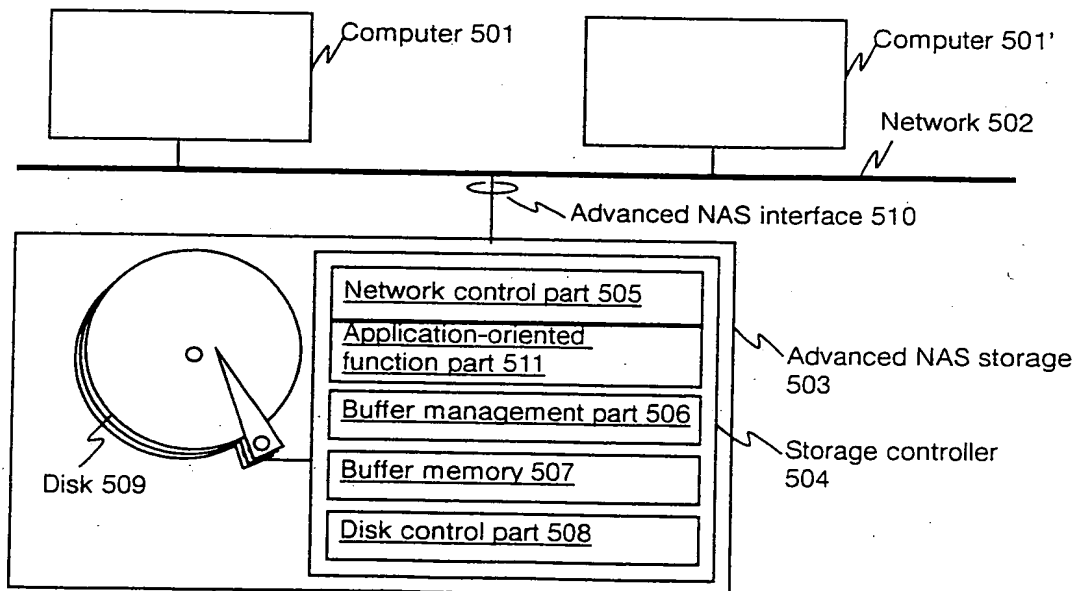 Computer 501
Computer 501'
Network 502
Advanced NAS interface 510
Network control part 505
Application-oriented
function part 511
Advanced NAS storage
503
Buffer management part 506
Storage controller
504
Buffer memory 507
Disk 509
Disk control part 508